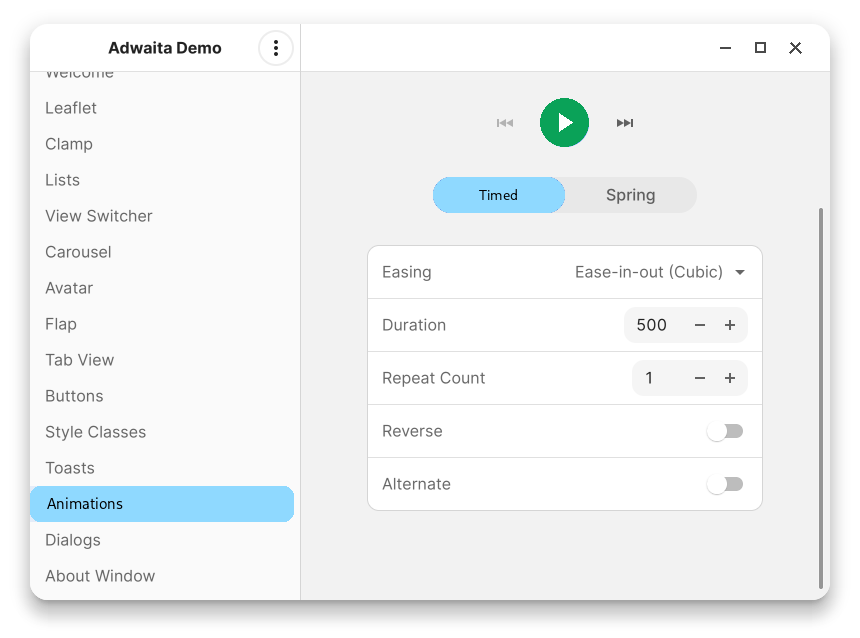 Adwaita Demo
Welcome
Leaflet
Clamp
Lists
View Switcher
Carousel
Avatar
Flap
Tab View
Buttons
Style Classes
Toasts
Animations
Dialogs
About Window
Timed
Spring
Easing
Ease-in-out (Cubic)
Duration
500
Repeat Count
1
Reverse
Alternate